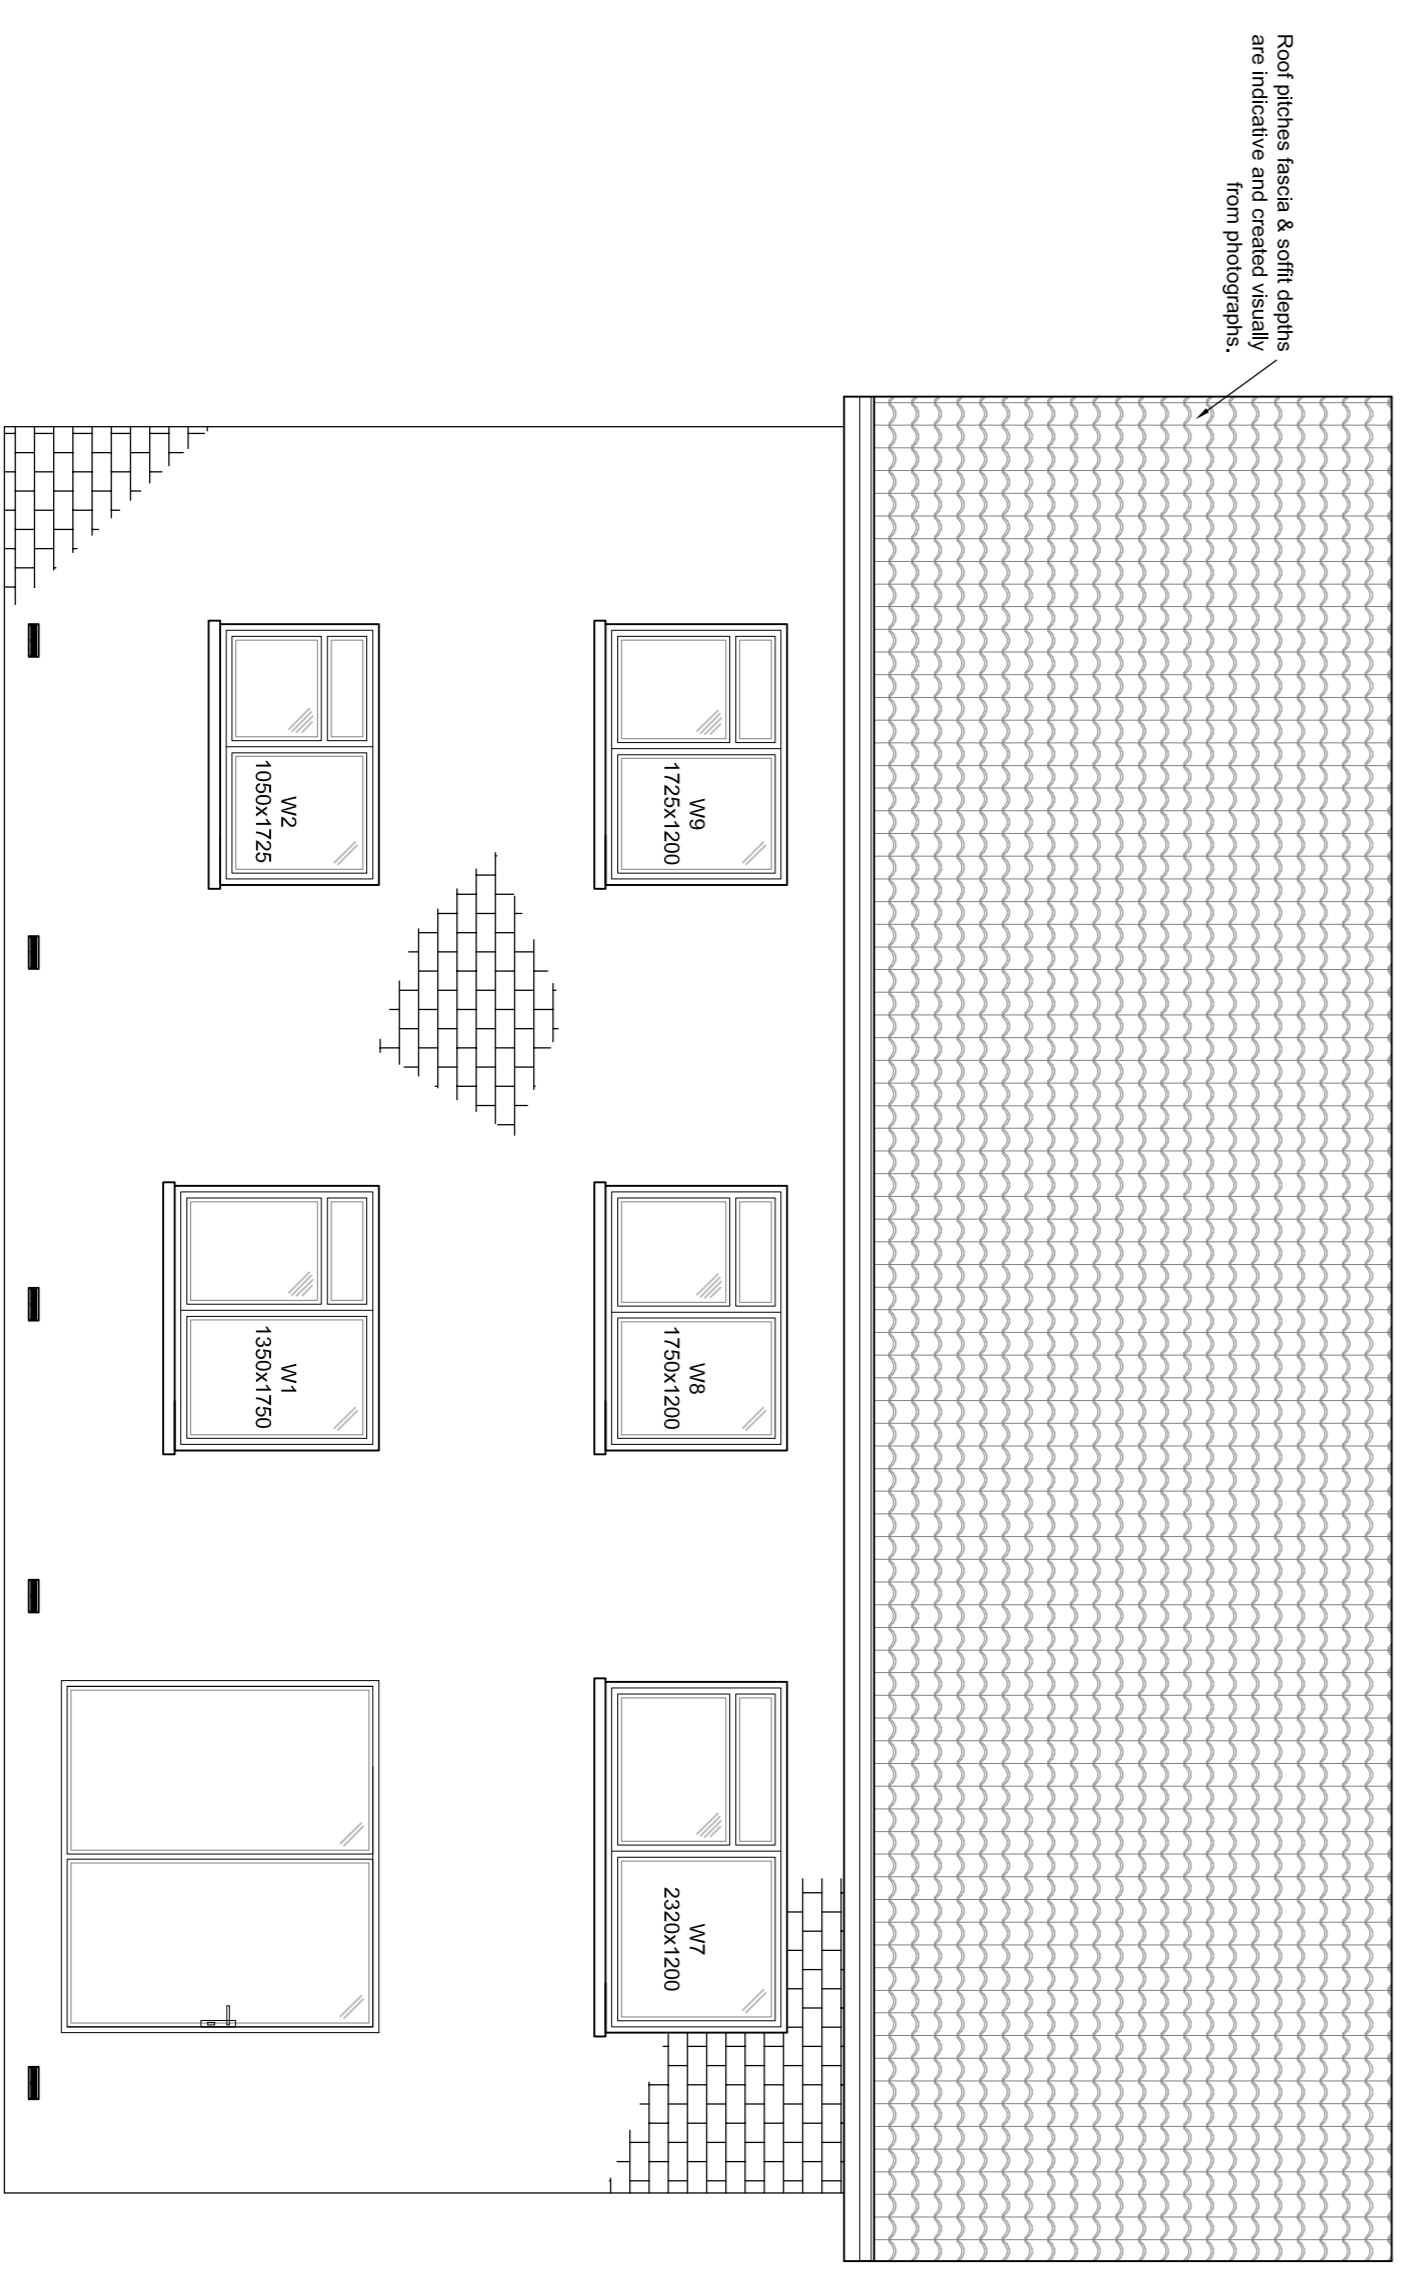 Roof pitches fascia & soffit depths
are indicative and created visually
from photographs.
W9
1725x1200
W8
1750x1200
W7
2320x1200
W2
1050x1725
W1
1350x1750